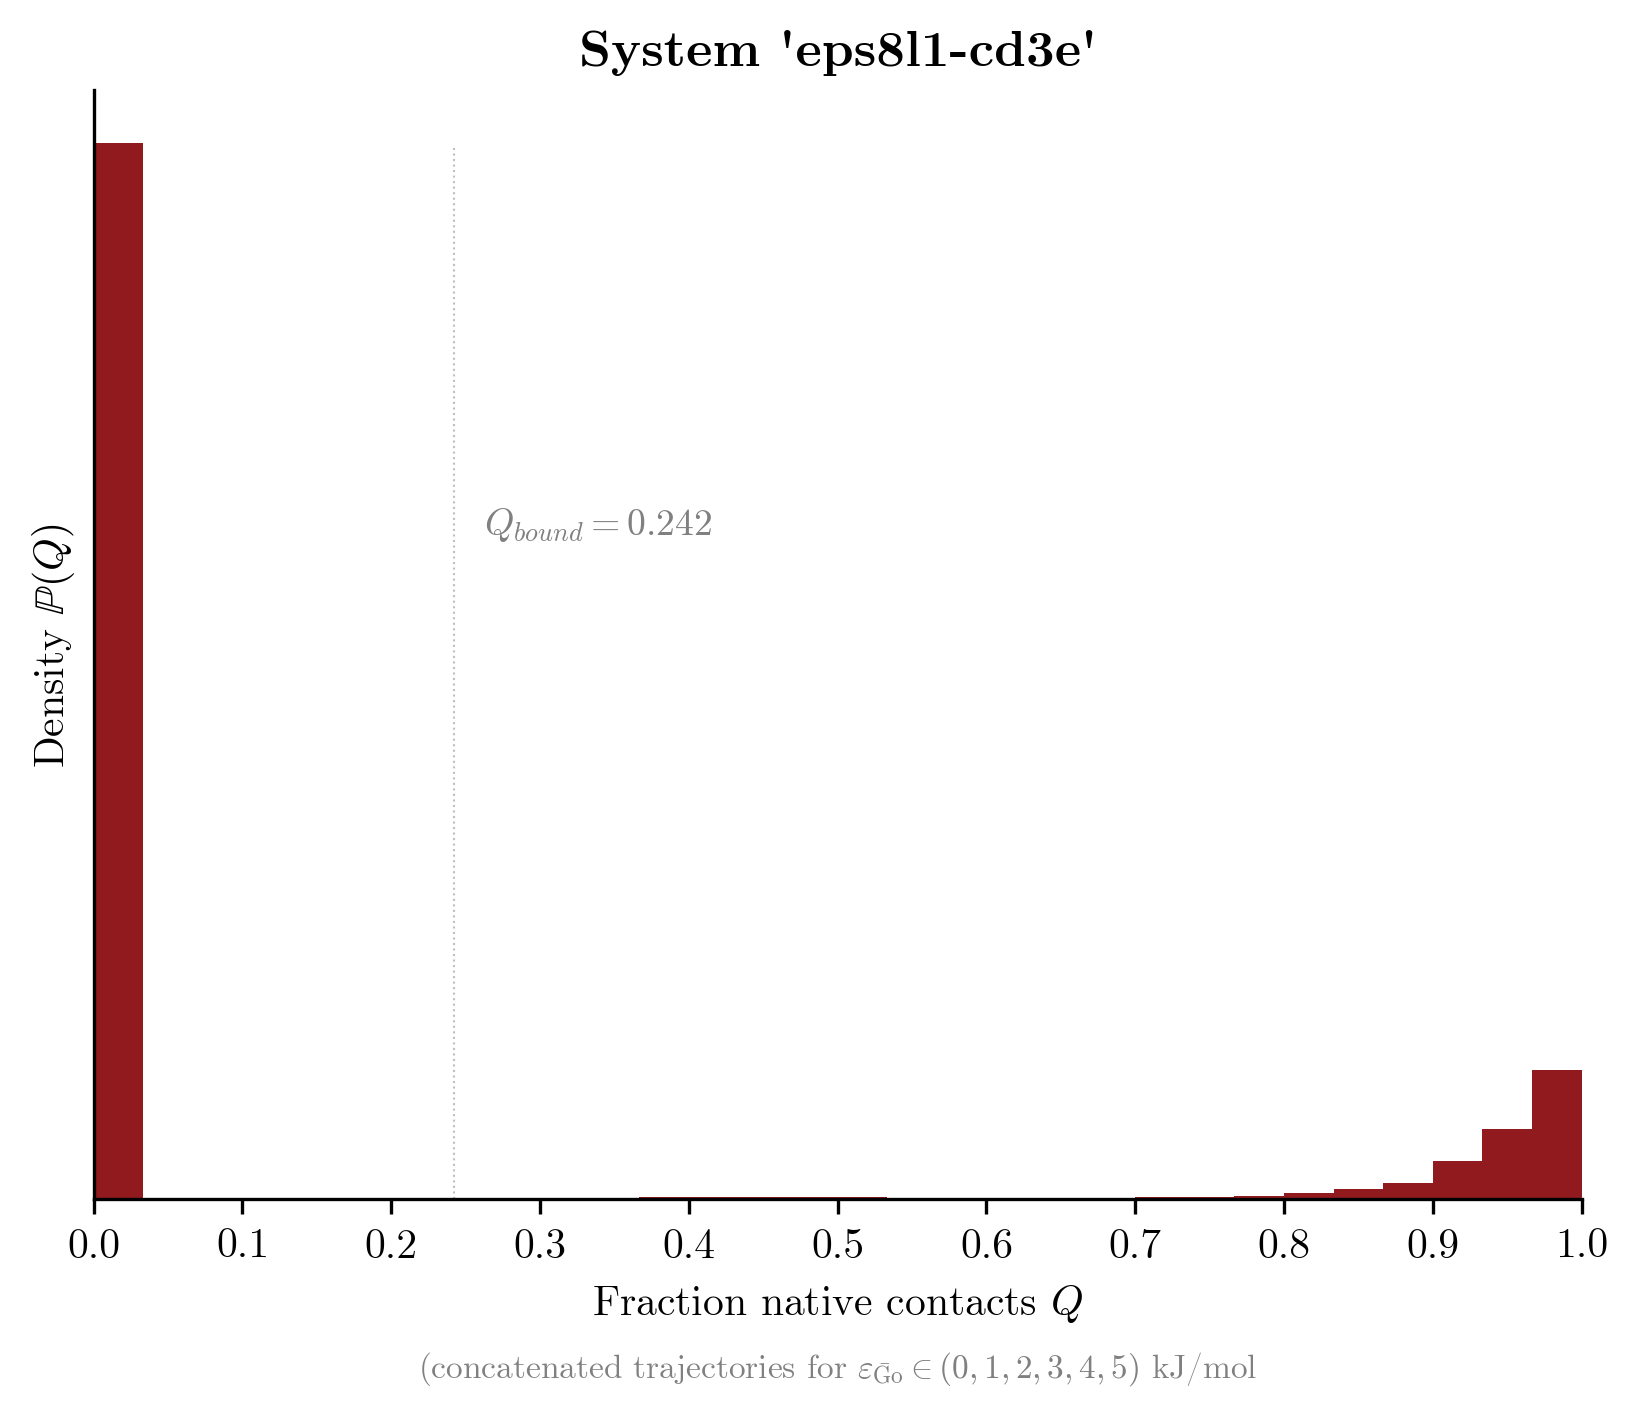 System 'eps8l1-cd3e'
Density ℙ(Q)
Q_bound = 0.242
0.0 0.1 0.2 0.3 0.4 0.5 0.6 0.7 0.8 0.9 1.0
Fraction native contacts Q
(concatenated trajectories for ε_Ḡo ∈ (0, 1, 2, 3, 4, 5) kJ/mol